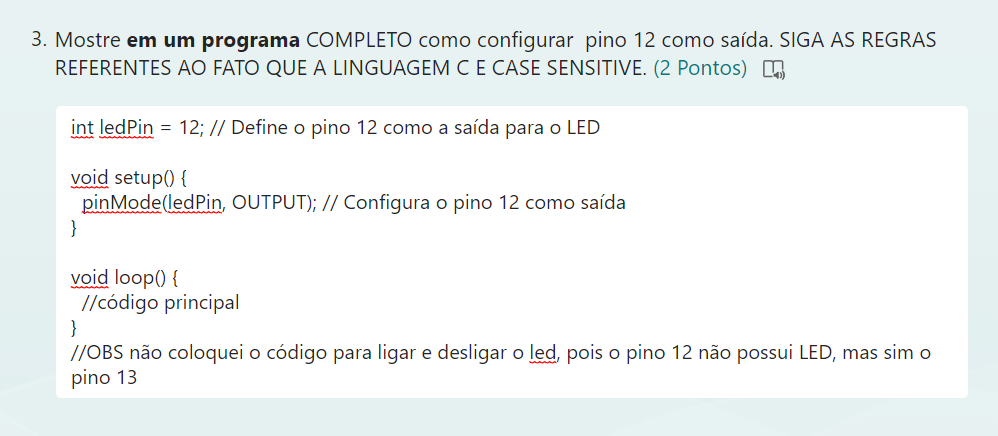 3. Mostre em um programa COMPLETO como configurar pino 12 como saída. SIGA AS REGRAS
REFERENTES AO FATO QUE A LINGUAGEM C E CASE SENSITIVE. (2 Pontos)
int ledPin = 12; // Define o pino 12 como a saída para o LED
void setup() {
pinMode(ledPin, OUTPUT); // Configura o pino 12 como saída
}
void loop() {
//código principal
}
//OBS não coloquei o código para ligar e desligar o led, pois o pino 12 não possui LED, mas sim o
pino 13